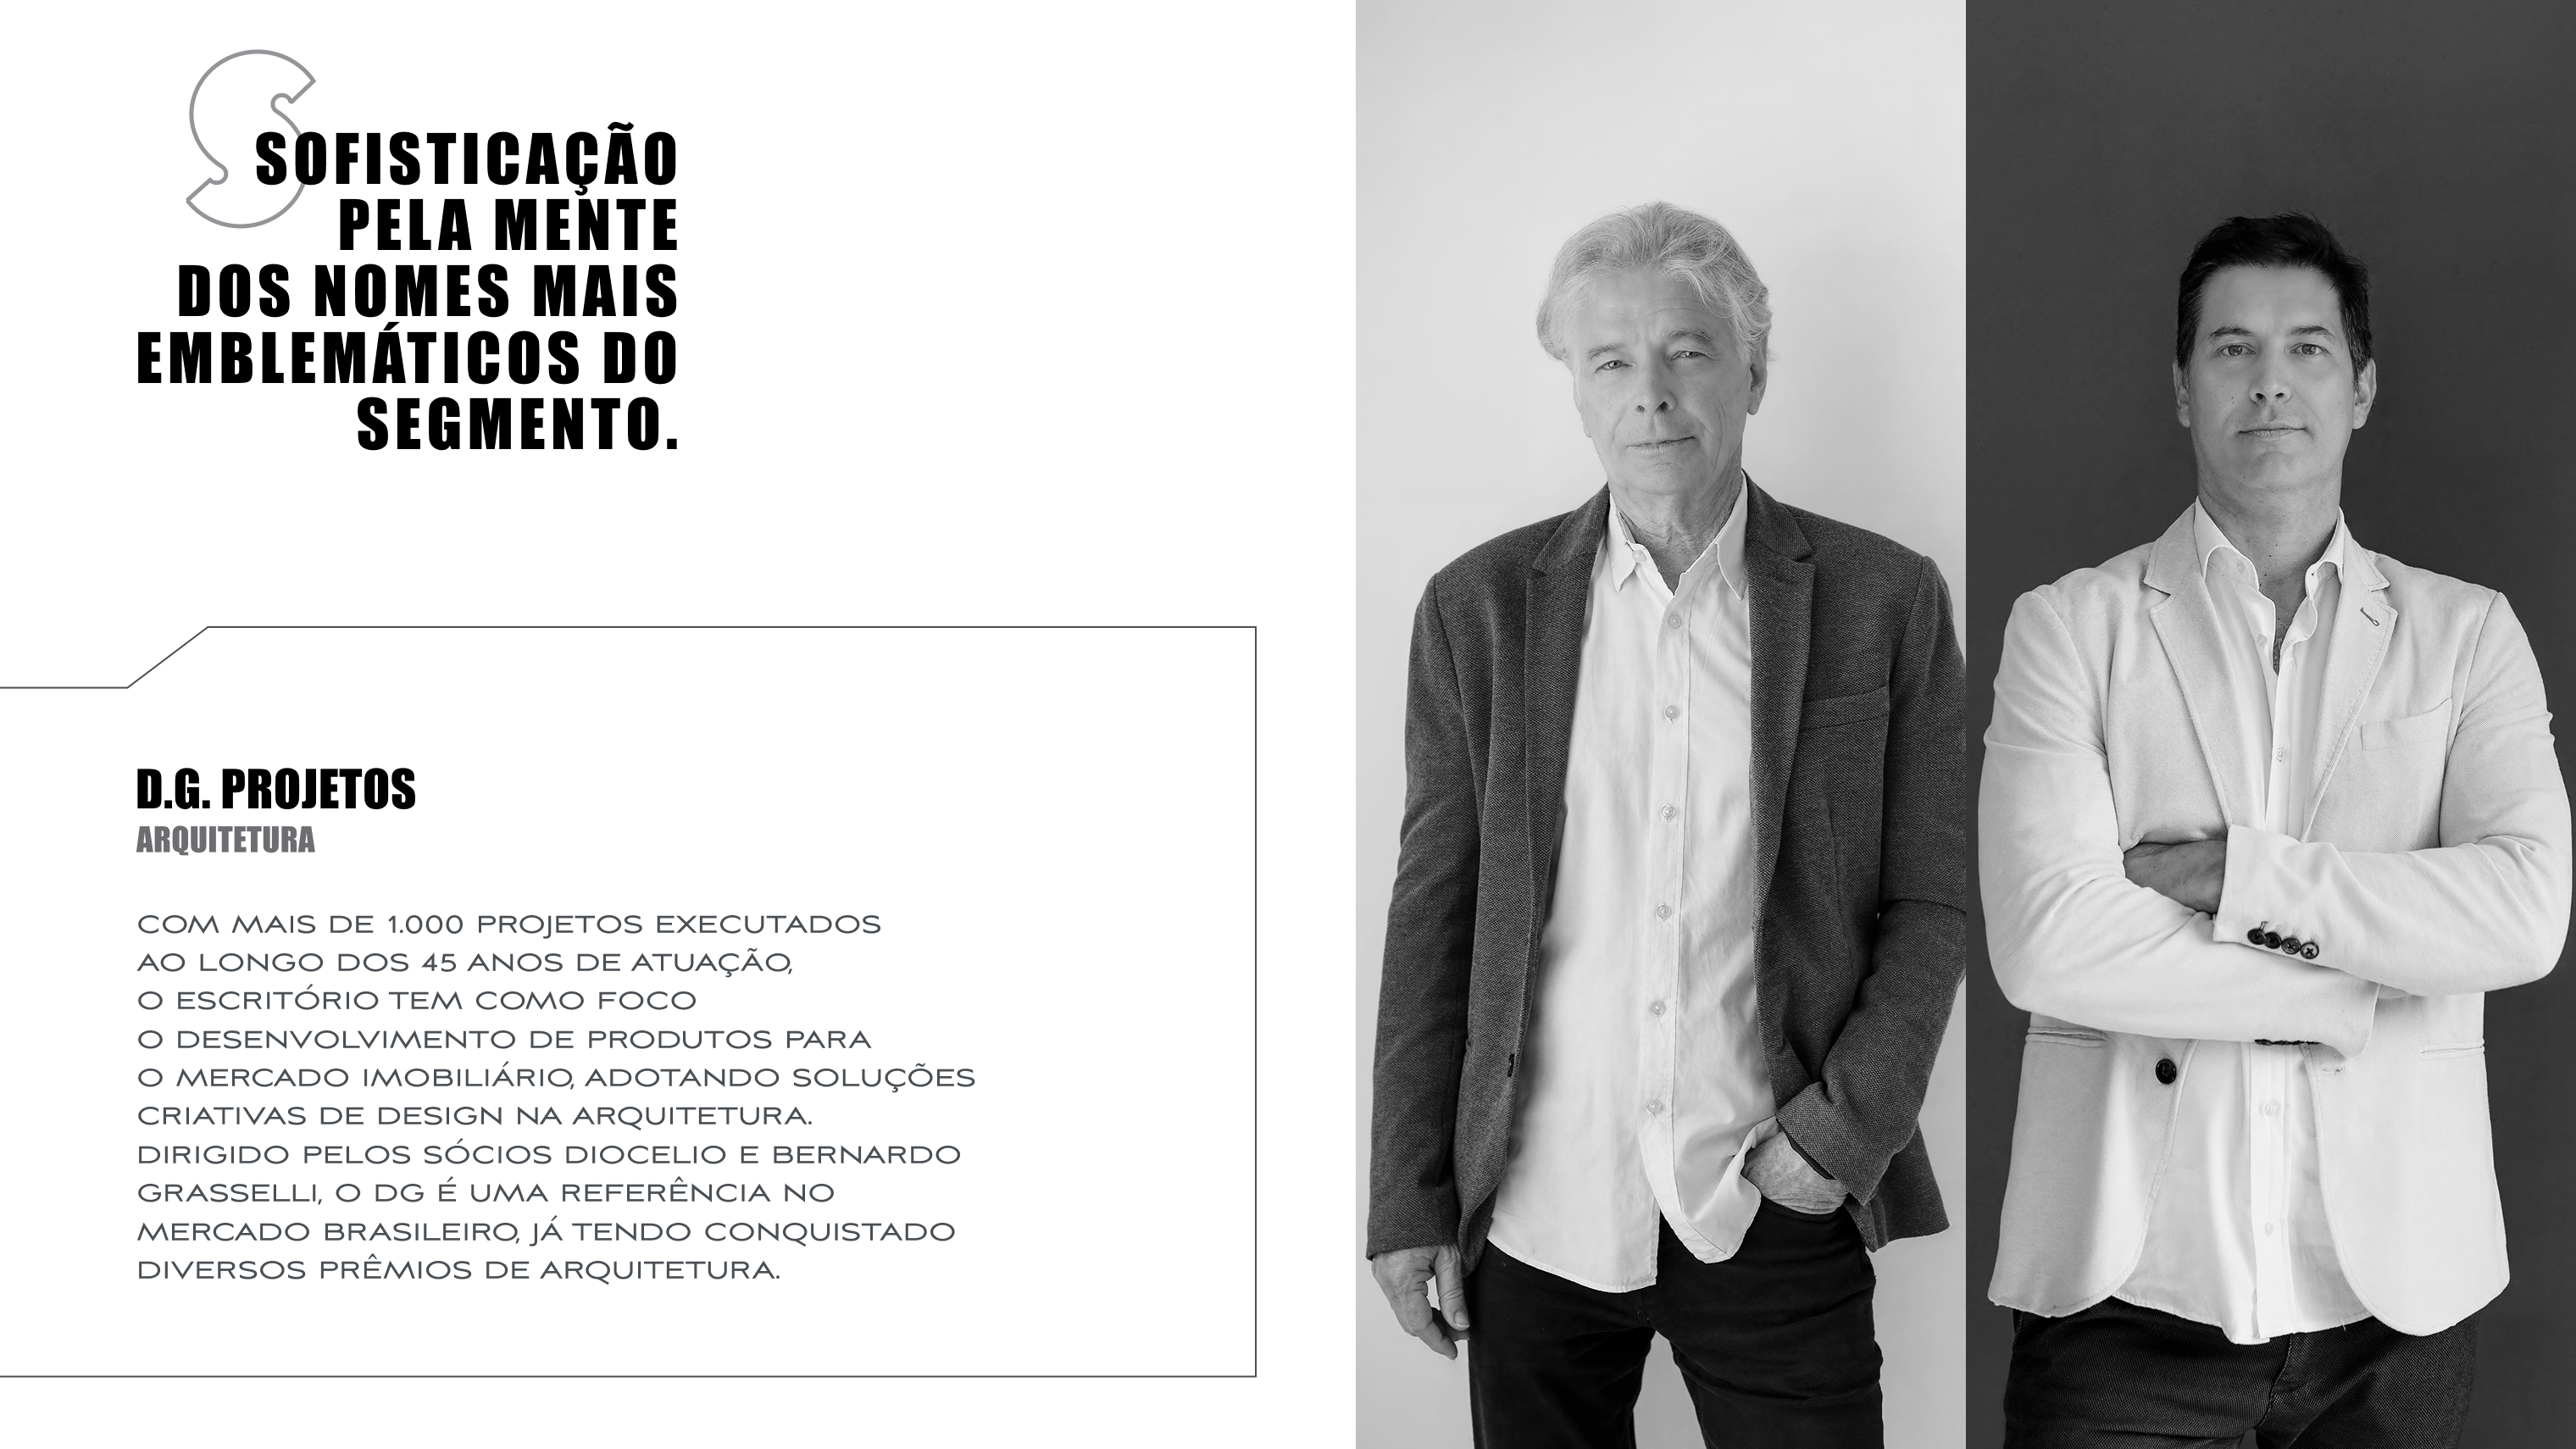 S
SOFISTICAÇÃO
PELA MENTE
DOS NOMES MAIS
EMBLEMÁTICOS DO
SEGMENTO.
D.G. PROJETOS
ARQUITETURA
COM MAIS DE 1.000 PROJETOS EXECUTADOS
AO LONGO DOS 45 ANOS DE ATUAÇÃO,
O ESCRITÓRIO TEM COMO FOCO
O DESENVOLVIMENTO DE PRODUTOS PARA
O MERCADO IMOBILIÁRIO, ADOTANDO SOLUÇÕES
CRIATIVAS DE DESIGN NA ARQUITETURA.
DIRIGIDO PELOS SÓCIOS DIOCELIO E BERNARDO
GRASSELLI, O DG É UMA REFERÊNCIA NO
MERCADO BRASILEIRO, JÁ TENDO CONQUISTADO
DIVERSOS PRÊMIOS DE ARQUITETURA.